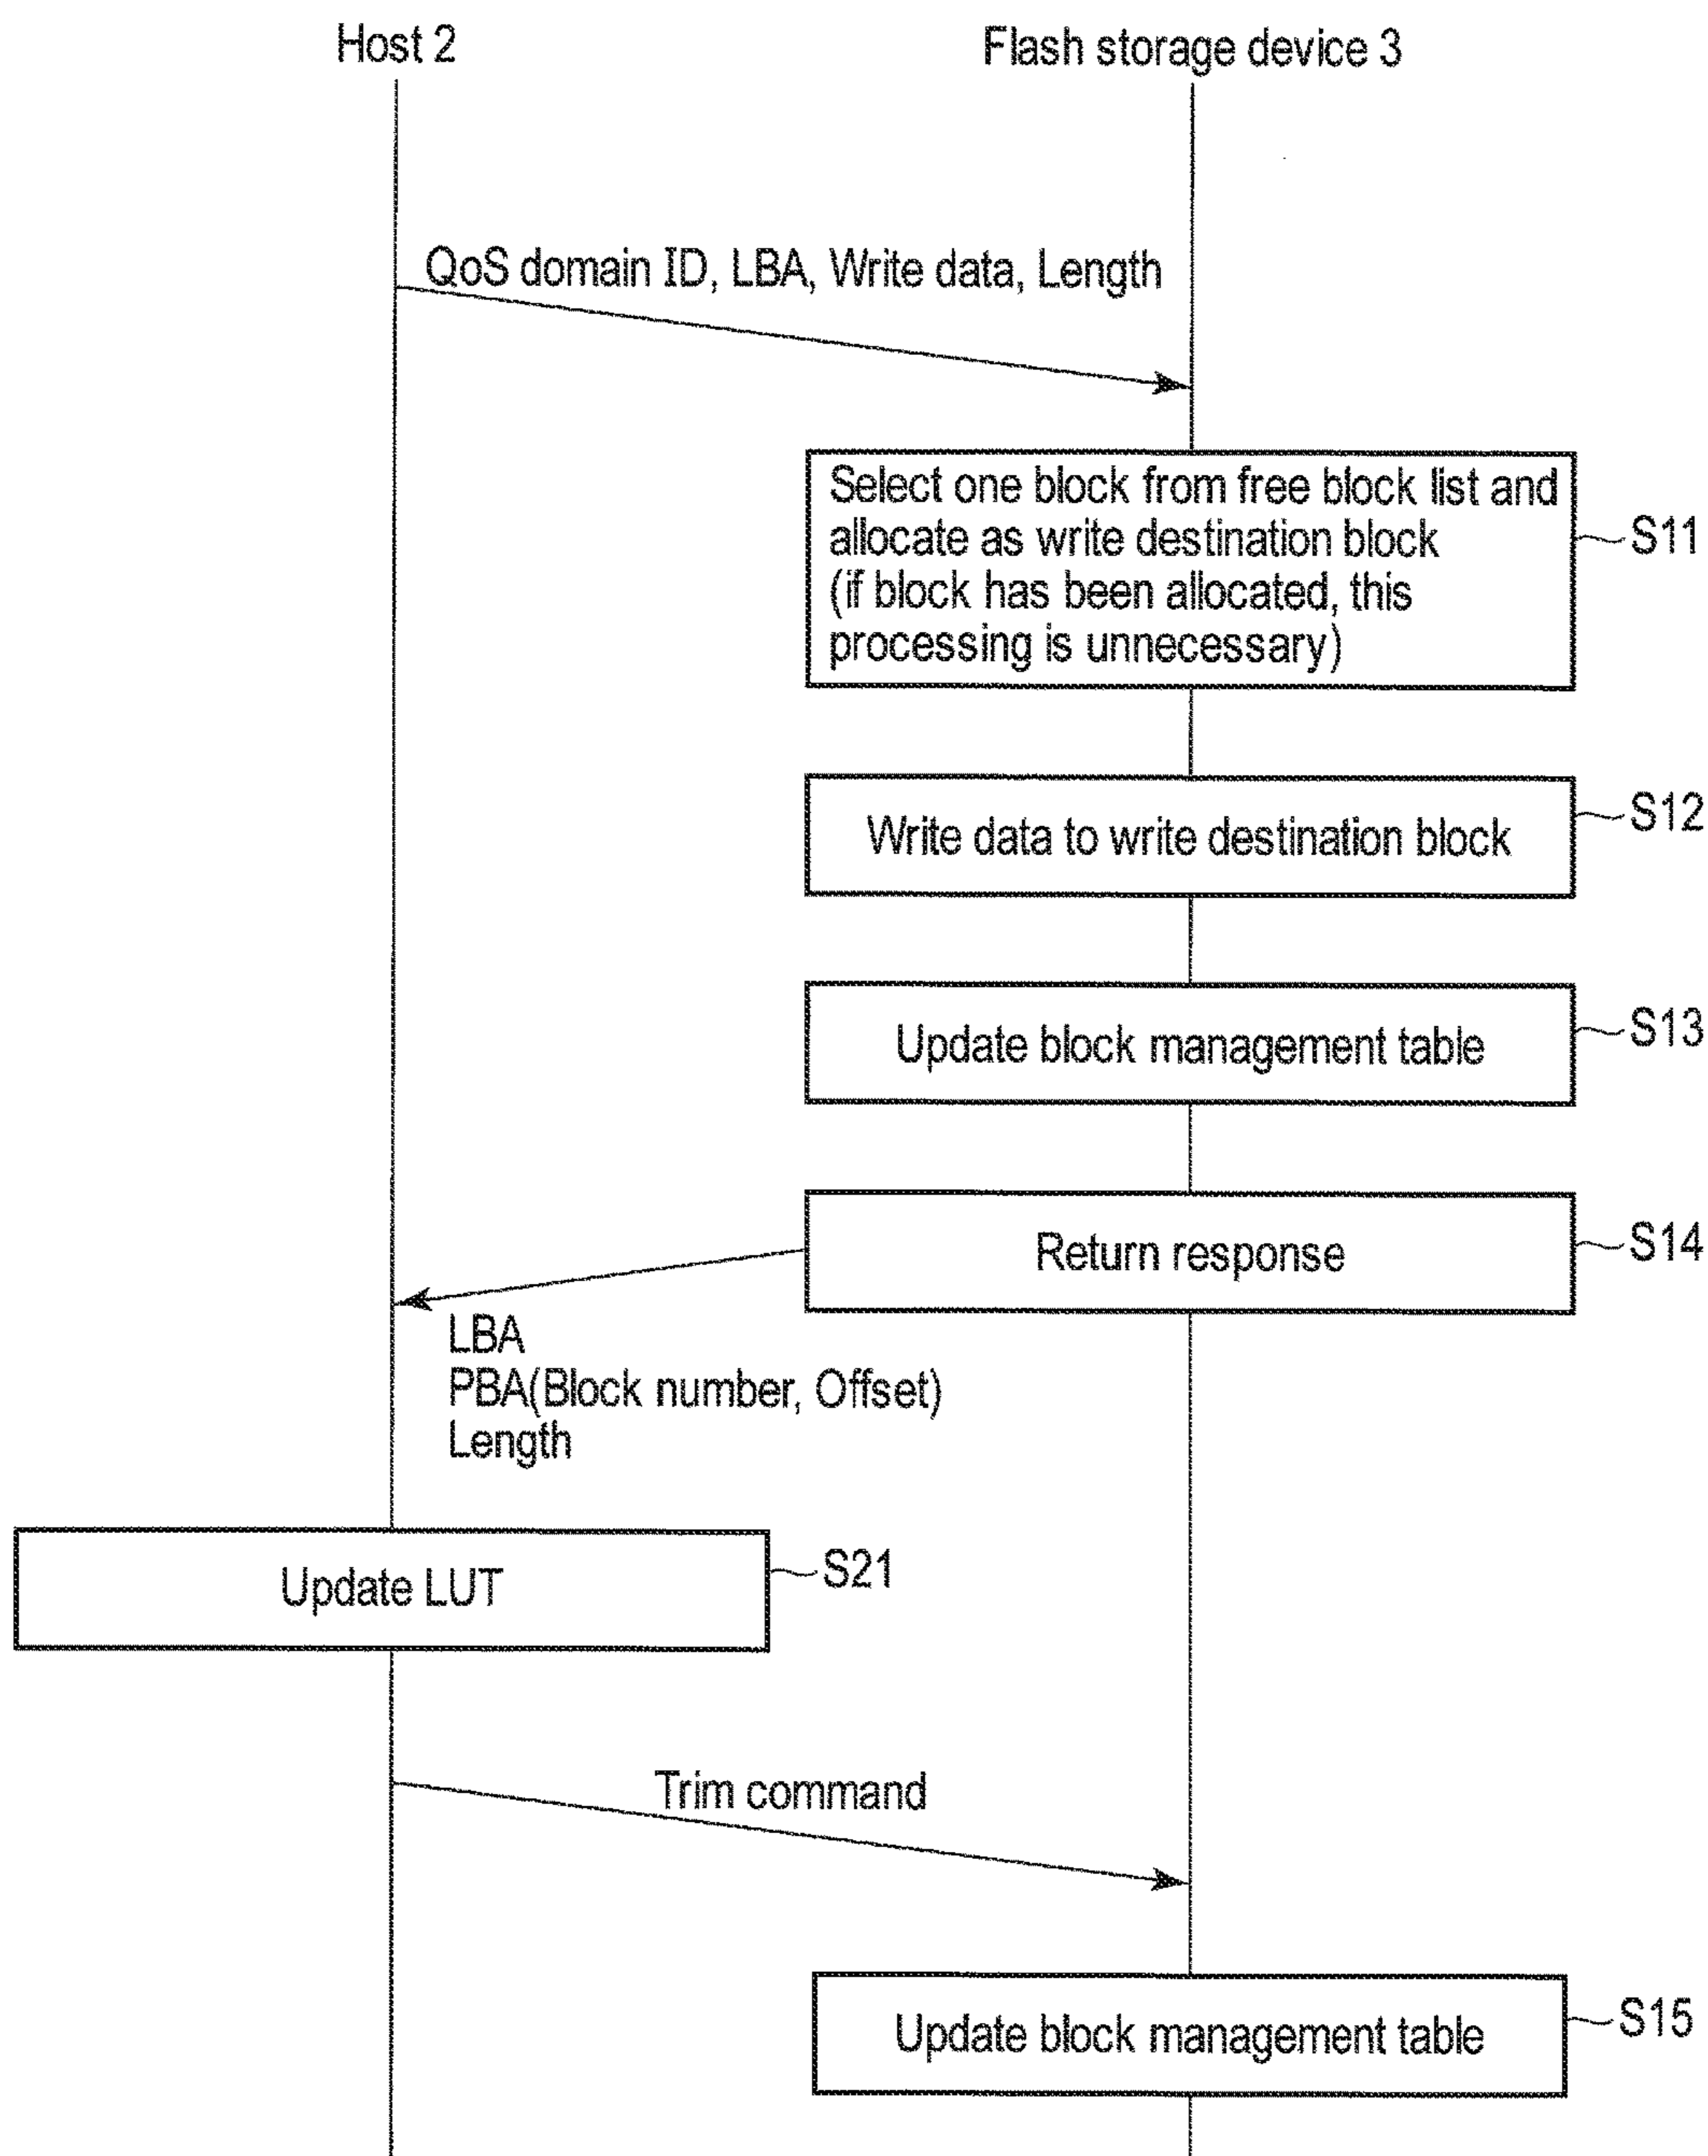 Host 2
Flash storage device 3
QoS domain ID, LBA, Write data, Length
Select one block from free block list and
allocate as write destination block
(if block has been allocated, this
processing is unnecessary)
S11
Write data to write destination block
S12
Update block management table
S13
Return response
S14
LBA
PBA(Block number, Offset)
Length
Update LUT
S21
Trim command
Update block management table
S15